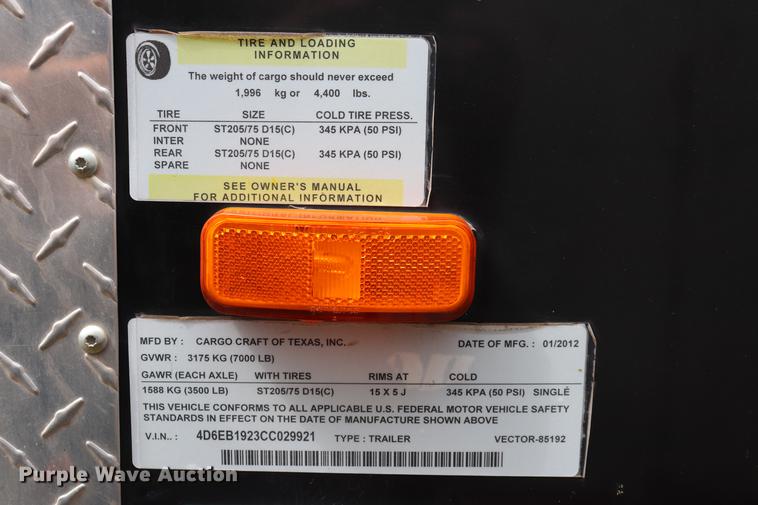 TIRE AND LOADING
INFORMATION
The weight of cargo should never exceed
1,996 kg or 4,400 lbs.
TIRE SIZE COLD TIRE PRESS.
FRONT ST205/75 D15(C) 345 KPA (50 PSI)
INTER NONE
REAR ST205/75 D15(C) 345 KPA (50 PSI)
SPARE NONE
SEE OWNER'S MANUAL
FOR ADDITIONAL INFORMATION
MFD BY : CARGO CRAFT OF TEXAS, INC. DATE OF MFG. : 01/2012
GVWR : 3175 KG (7000 LB)
GAWR (EACH AXLE) WITH TIRES RIMS AT COLD
1588 KG (3500 LB) ST205/75 D15(C) 15 X 5 J 345 KPA (50 PSI) SINGLE
THIS VEHICLE CONFORMS TO ALL APPLICABLE U.S. FEDERAL MOTOR VEHICLE SAFETY
STANDARDS IN EFFECT ON THE DATE OF MANUFACTURE SHOWN ABOVE
V.I.N.. : 4D6EB1923CC029921 TYPE : TRAILER VECTOR-85192
Purple Wave Auction